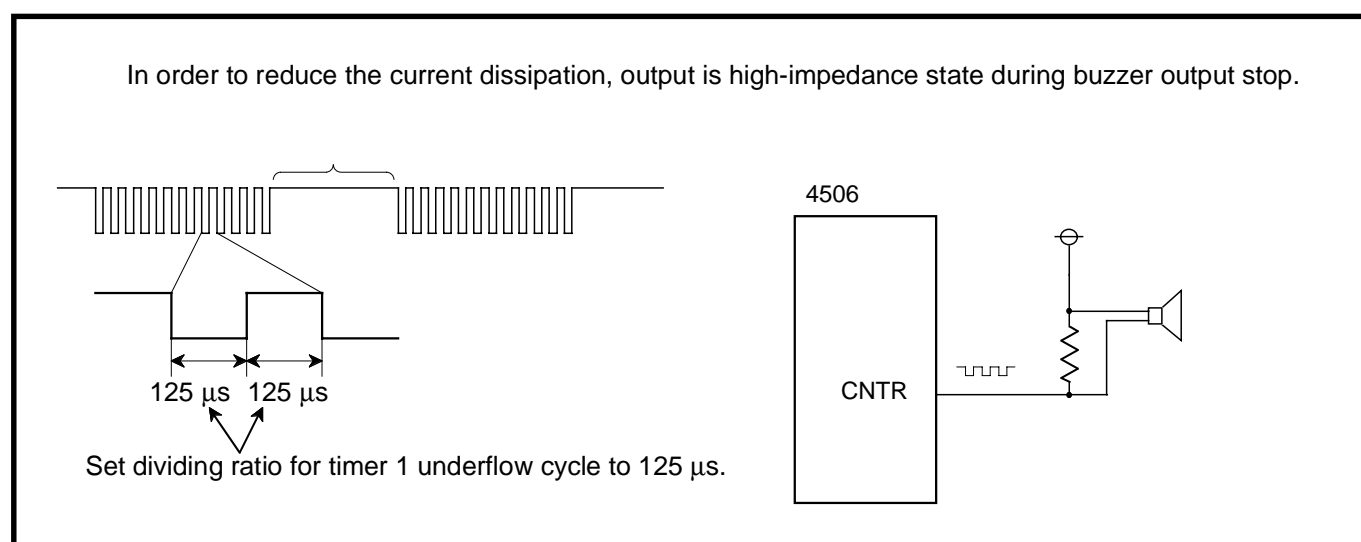 In order to reduce the current dissipation, output is high-impedance state during buzzer output stop.
4506
CNTR
125 μs 125 μs
Set dividing ratio for timer 1 underflow cycle to 125 μs.